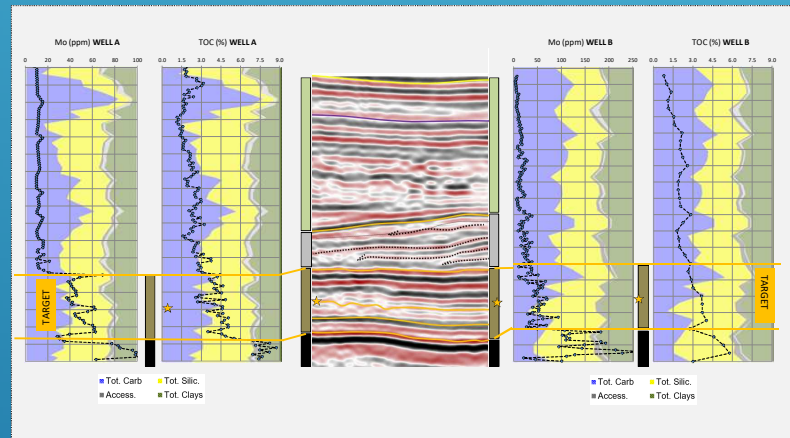 Mo (ppm) WELL A
TOC (%) WELL A
Mo (ppm) WELL B
TOC (%) WELL B
0 20 40 60 80 100
0.0 1.5 3.0 4.5 6.0 7.5 9.0
0 50 100 150 200 250
0.0 1.5 3.0 4.5 6.0 7.5 9.0
TARGET
TARGET
Tot. Carb
Tot. Silic.
Access.
Tot. Clays
Tot. Carb
Tot. Silic.
Access.
Tot. Clays